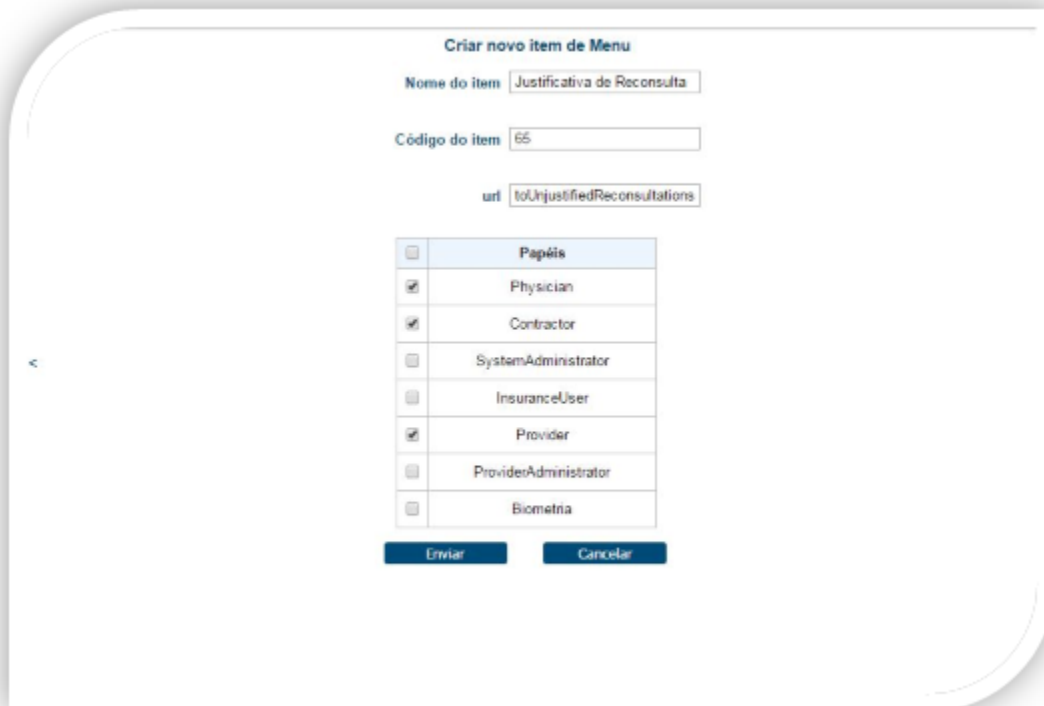 Criar novo item de Menu
Nome do item Justificativa de Reconsulta
Código do item 65
url toUnjustifiedReconsultations
Papéis
Physician
Contractor
SystemAdministrator
InsuranceUser
Provider
ProviderAdministrator
Biometria
<
Enviar Cancelar